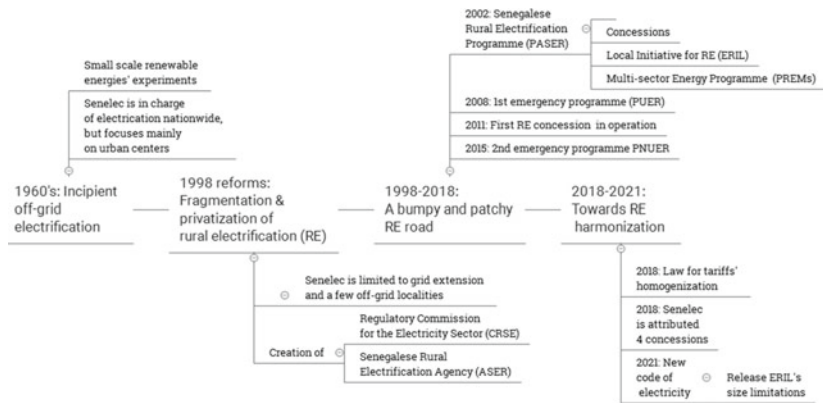 2002: Senegalese
Rural Electrification
Programme (PASER)
Concessions
Local Initiative for RE (ERIL)
Multi-sector Energy Programme (PREMs)
Small scale renewable
energies' experiments
Senelec is in charge
of electrication nationwide,
but focuses mainly
on urban centers
2008: 1st emergency programme (PUER)
2011: First RE concession in operation
2015: 2nd emergency programme PNUER
1960's: Incipient
off-grid
electrification
1998 reforms:
Fragmentation &
privatization of
rural electrification (RE)
1998-2018:
A bumpy and patchy
RE road
2018-2021:
Towards RE
harmonization
Senelec is limited to grid extension
and a few off-grid localities
Creation of
Regulatory Commission
for the Electricity Sector (CRSE)
Senegalese Rural
Electrification Agency (ASER)
2018: Law for tariffs'
homogenization
2018: Senelec
is attributed
4 concessions
2021: New
code of
electricity
Release ERIL's
size limitations